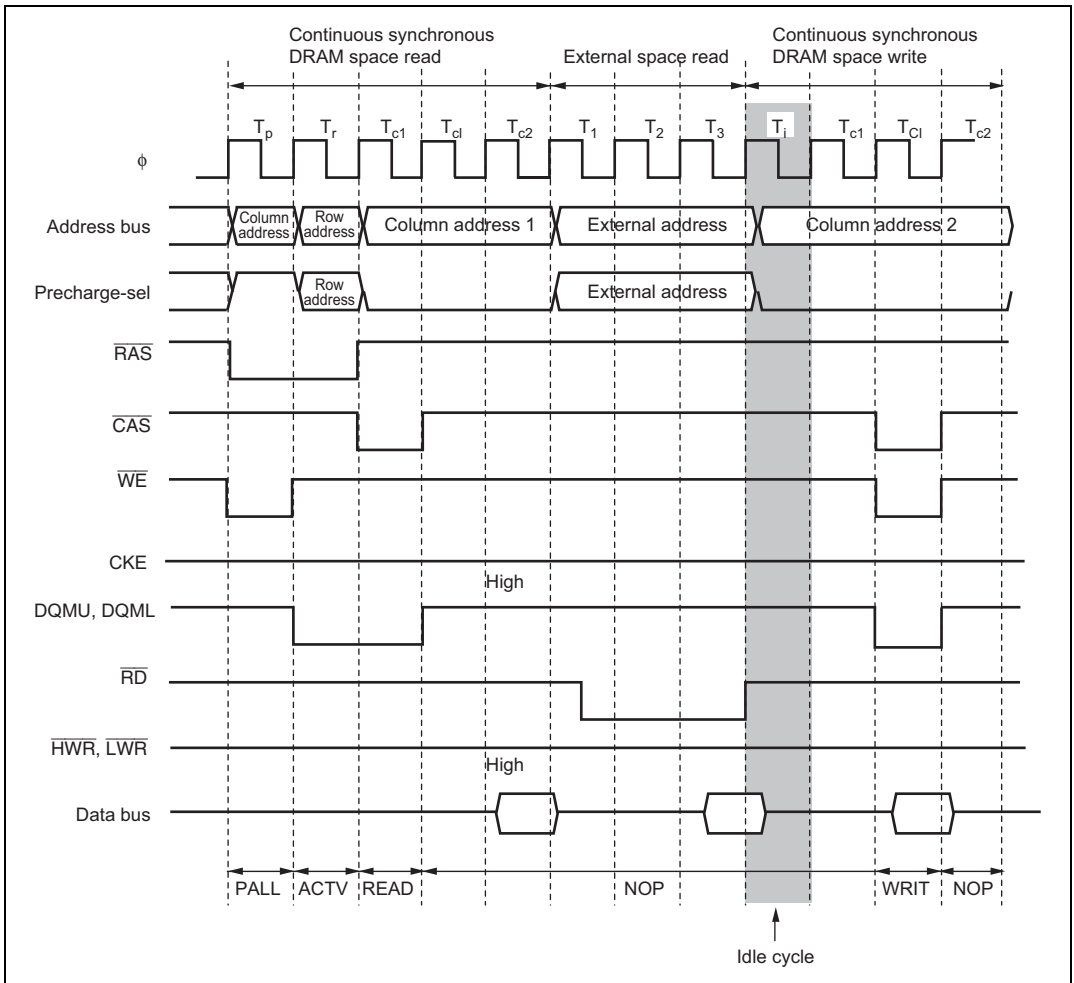 Continuous synchronous
DRAM space read
External space read
Continuous synchronous
DRAM space write
Tp Tr Tc1 Tcl Tc2 T1 T2 T3 Ti Tc1 TCl Tc2
ϕ
Address bus
Column
address
Row
address
Column address 1
External address
Column address 2
Precharge-sel
Row
address
External address
RAS
CAS
WE
CKE
High
DQMU, DQML
RD
HWR, LWR
High
Data bus
PALL ACTV READ NOP WRIT NOP
Idle cycle